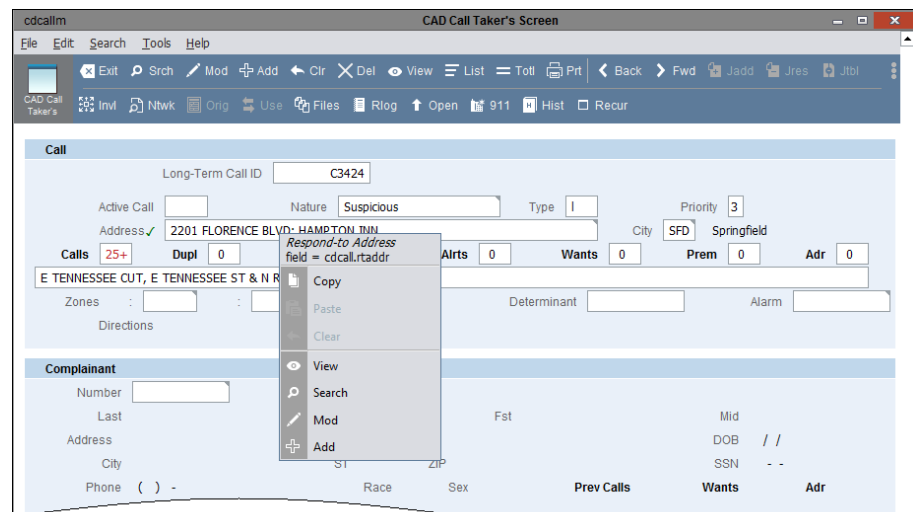 cdcallm CAD Call Taker's Screen
File Edit Search Tools Help
Exit Srch Mod Add Clr Del View List Totl Prt Back Fwd Jadd Jres Jtbl
CAD Call
Taker's
Invl Ntwk Orig Use Files Rlog Open 911 Hist Recur
Call
Long-Term Call ID C3424
Active Call Nature Suspicious Type I Priority 3
Address✓ 2201 FLORENCE BLVD; HAMPTON INN City SFD Springfield
Calls 25+ Dupl 0 Alrts 0 Wants 0 Prem 0 Adr 0
E TENNESSEE CUT, E TENNESSEE ST & N R
Zones : : Determinant Alarm
Directions
Respond-to Address
field = cdcall.rtaddr
Copy
Paste
Clear
View
Search
Mod
Add
Complainant
Number
Last Fst Mid
Address DOB / /
City ST ZIP SSN - -
Phone ( ) - Race Sex Prev Calls Wants Adr